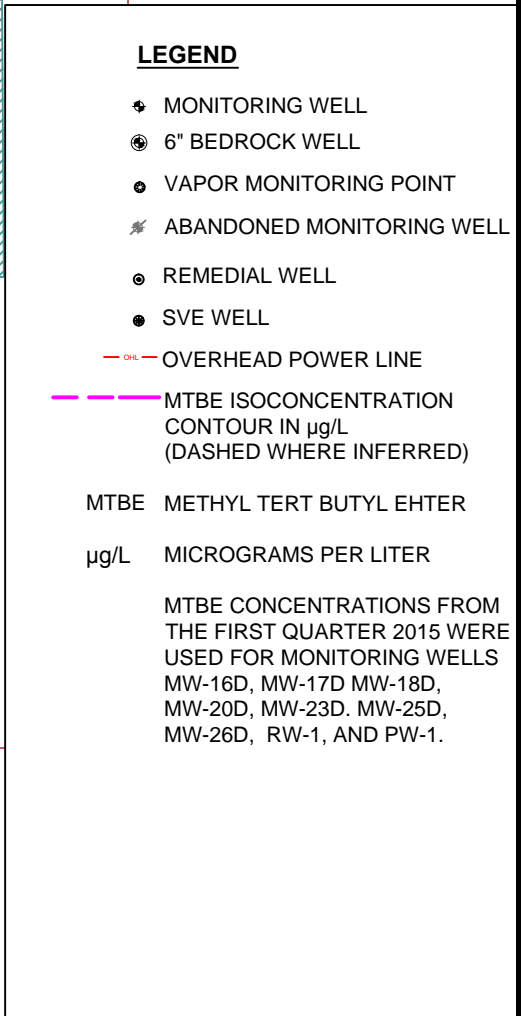 LEGEND
MONITORING WELL
6" BEDROCK WELL
VAPOR MONITORING POINT
ABANDONED MONITORING WELL
REMEDIAL WELL
SVE WELL
OHL OVERHEAD POWER LINE
MTBE ISOCONCENTRATION
CONTOUR IN µg/L
(DASHED WHERE INFERRED)
MTBE METHYL TERT BUTYL EHTER
µg/L MICROGRAMS PER LITER
MTBE CONCENTRATIONS FROM
THE FIRST QUARTER 2015 WERE
USED FOR MONITORING WELLS
MW-16D, MW-17D MW-18D,
MW-20D, MW-23D. MW-25D,
MW-26D, RW-1, AND PW-1.